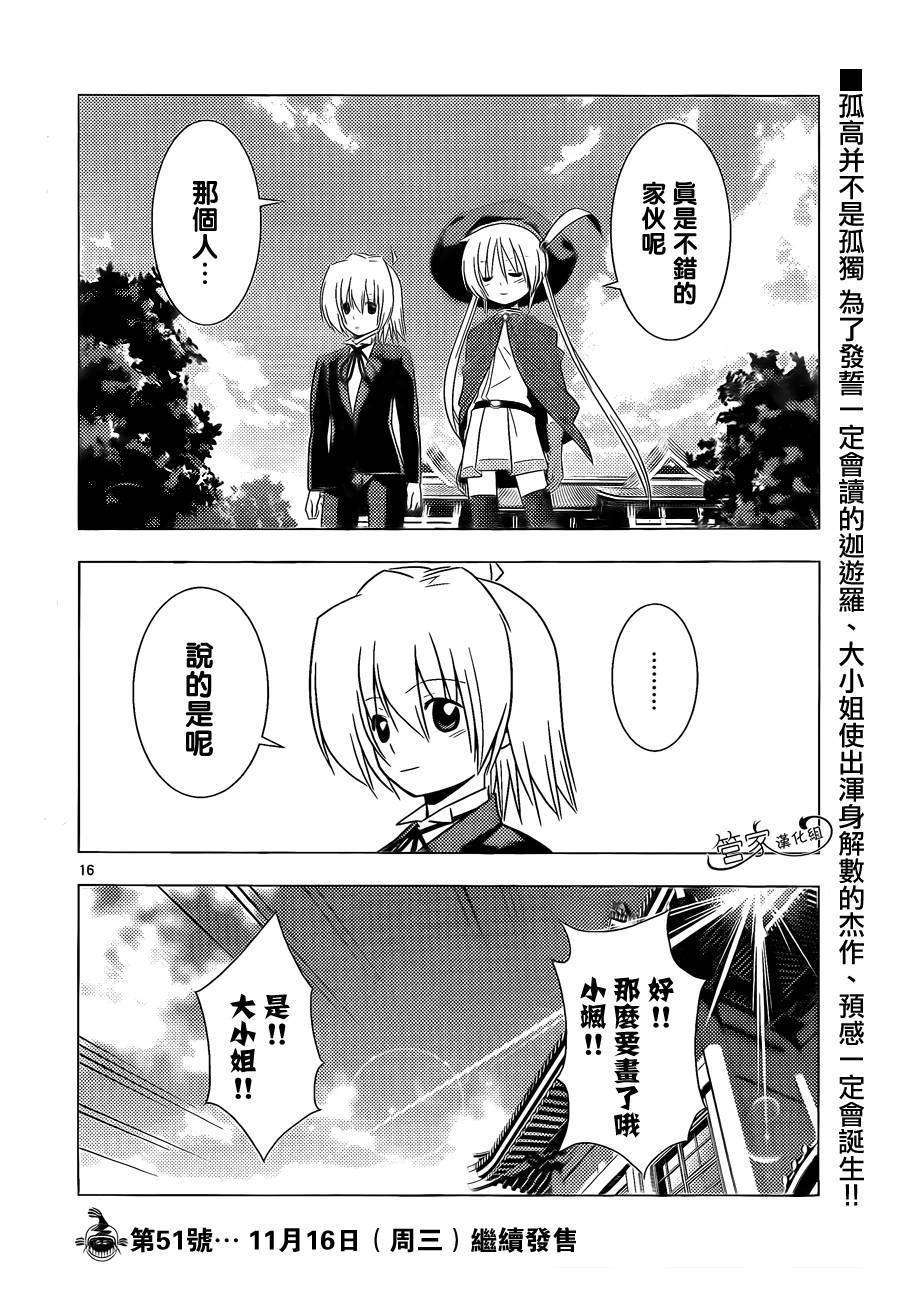 ■孤高并不是孤獨 為了發誓一定會讀的迦遊羅、大小姐使出渾身解數的杰作、預感一定會誕生!!
真是不錯的
家伙呢
那個人…
………
說的是呢
管家漢化組
16
好!!
那麼要畫了哦
小颯!!
是!!
大小姐!!
第51號… 11月16日（周三）繼續發售